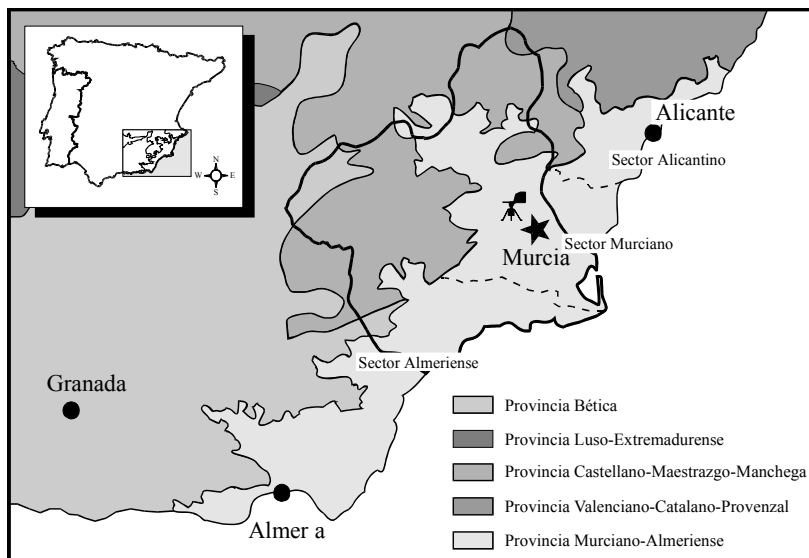 N
W E
S
Alicante
Sector Alicantino
Murcia
Sector Murciano
Sector Almeriense
Granada
Almer a
Provincia Bética
Provincia Luso-Extremadurense
Provincia Castellano-Maestrazgo-Manchega
Provincia Valenciano-Catalano-Provenzal
Provincia Murciano-Almeriense